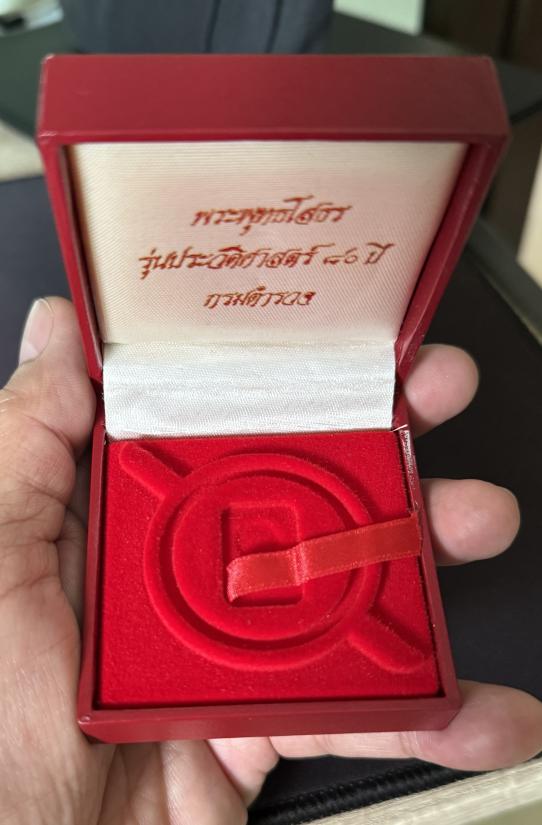 พระพุทธโสธร
รุ่นประวัติศาสตร์ ๘๐ ปี
กรมตำรวจ